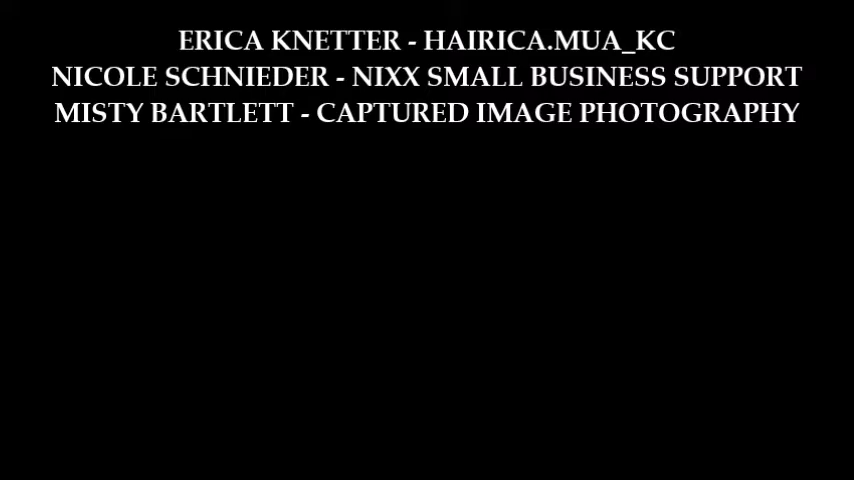 ERICA KNETTER - HAIRICA.MUA_KC
NICOLE SCHNIEDER - NIXX SMALL BUSINESS SUPPORT
MISTY BARTLETT - CAPTURED IMAGE PHOTOGRAPHY